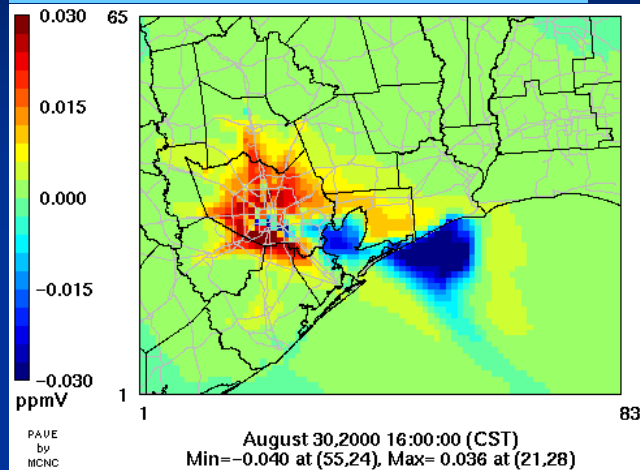 0.030
0.015
0.000
−0.015
−0.030
ppmV
PAVE
by
MCNC
65
1
1
83
August 30,2000 16:00:00 (CST)
Min=−0.040 at (55,24), Max= 0.036 at (21,28)